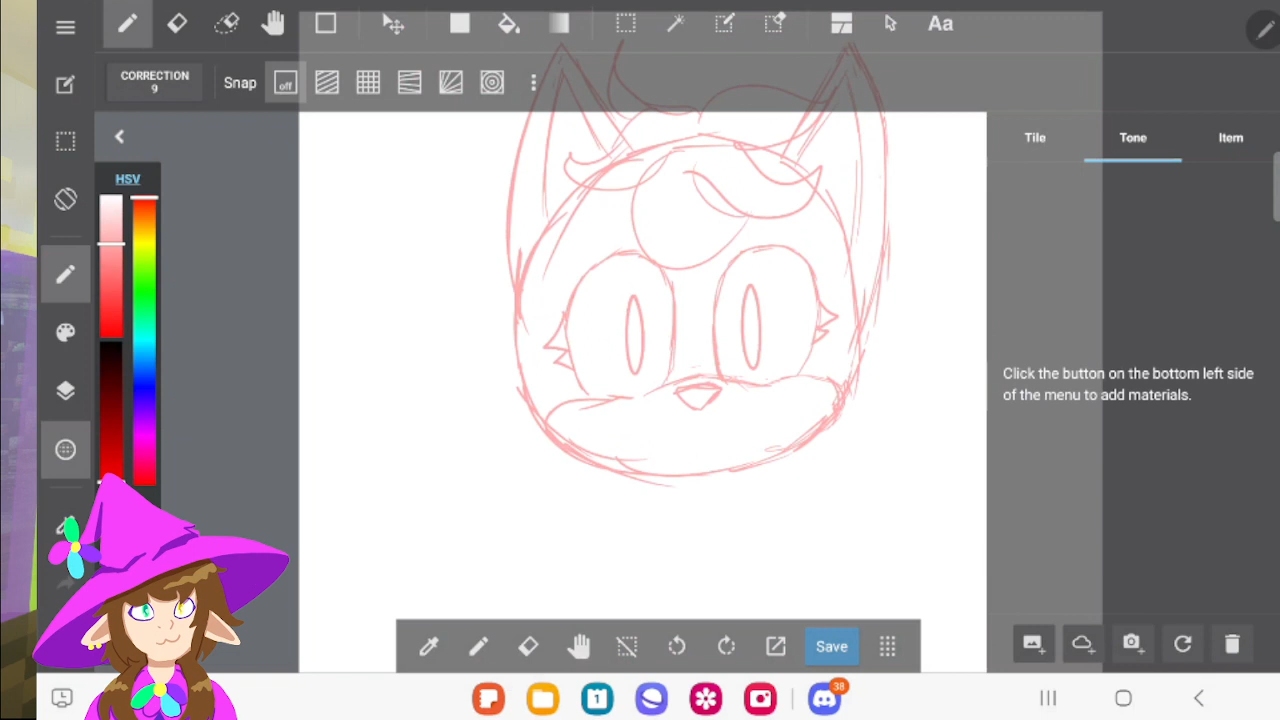 Aa
CORRECTION
9
Snap
off
HSV
Tile
Tone
Item
Click the button on the bottom left side
of the menu to add materials.
Save
1
38